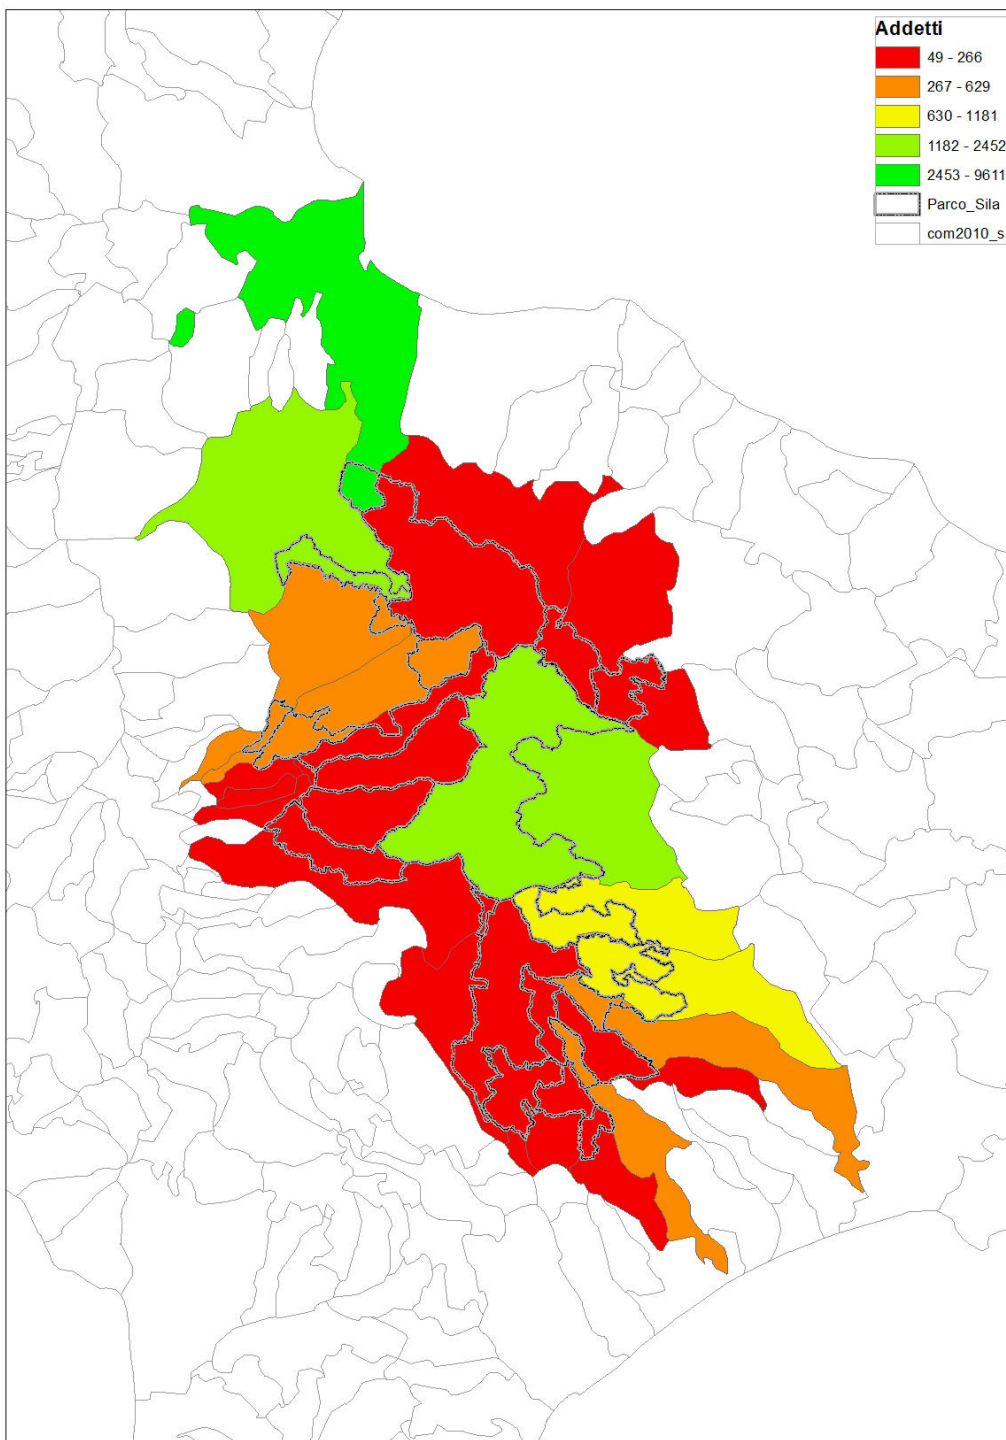 Addetti
49 - 266
267 - 629
630 - 1181
1182 - 2452
2453 - 9611
Parco_Sila
com2010_s